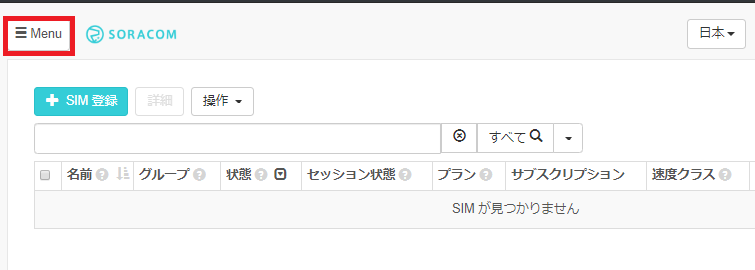 ☰ Menu SORACOM 日本
+ SIM 登録 詳細 操作
すべて
名前 グループ 状態 セッション状態 プラン サブスクリプション 速度クラス
SIM が見つかりません